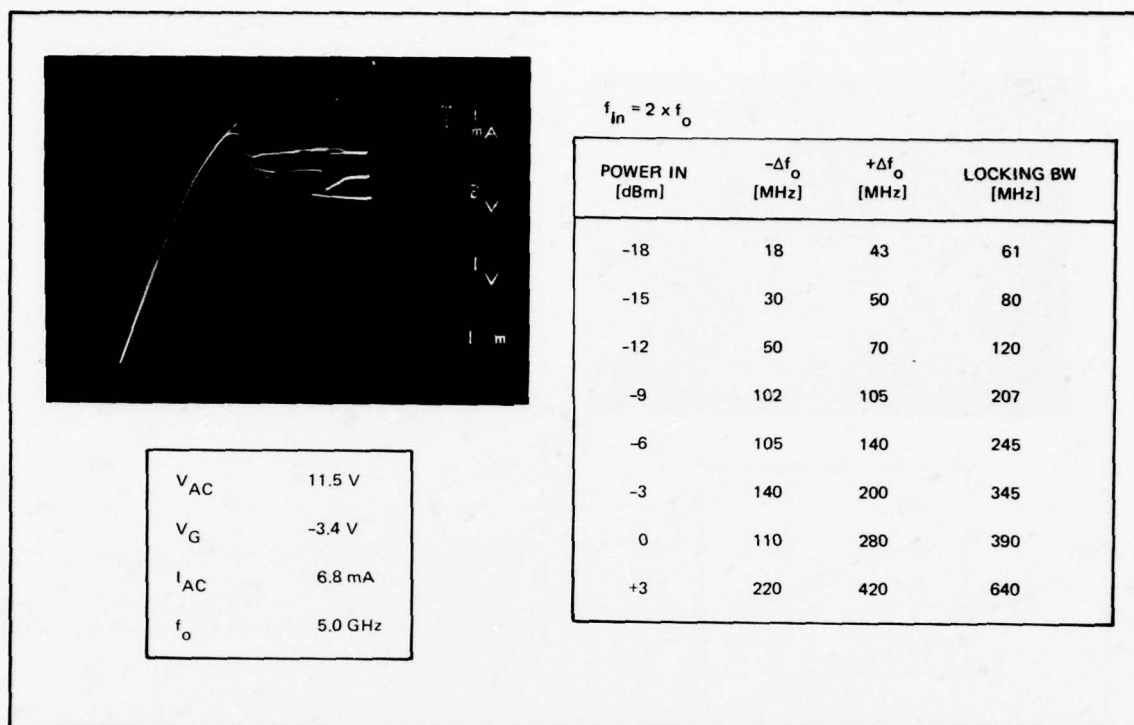 mA
2
V
1
V
1 m
V_AC 11.5 V
V_G -3.4 V
I_AC 6.8 mA
f_o 5.0 GHz
f_in = 2 x f_o
POWER IN -Δf_o +Δf_o LOCKING BW
[dBm] [MHz] [MHz] [MHz]
-18 18 43 61
-15 30 50 80
-12 50 70 120
-9 102 105 207
-6 105 140 245
-3 140 200 345
0 110 280 390
+3 220 420 640